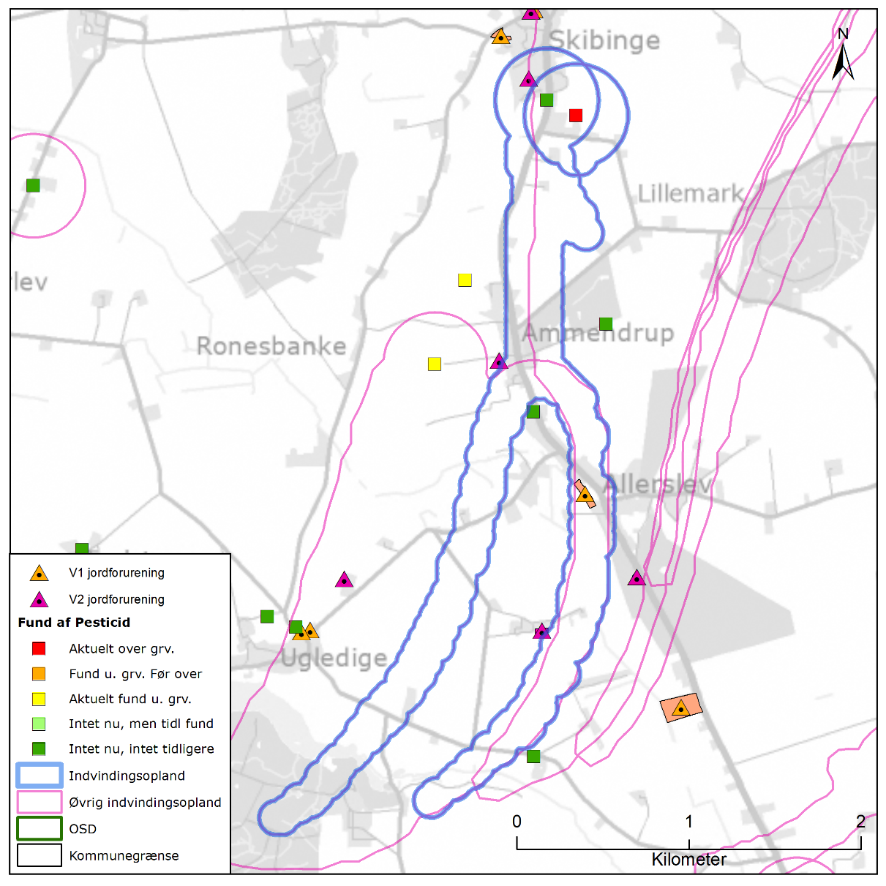 Skibinge
N
Lillemark
lev
Ammendrup
Ronesbanke
Allerslev
Ugledige
V1 jordforurening
V2 jordforurening
Fund af Pesticid
Aktuelt over grv.
Fund u. grv. Før over
Aktuelt fund u. grv.
Intet nu, men tidl fund
Intet nu, intet tidligere
Indvindingsopland
Øvrig indvindingsopland
OSD
Kommunegrænse
0 1 2
Kilometer